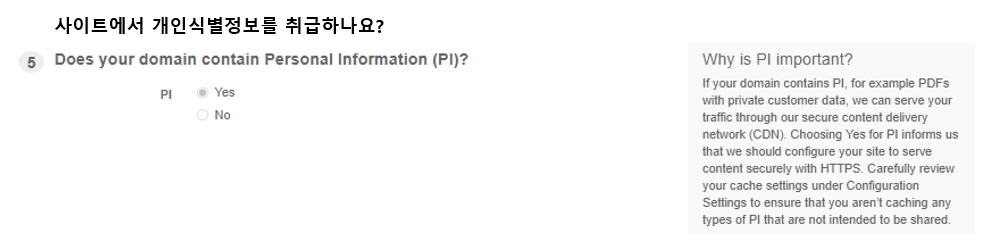 사이트에서 개인식별정보를 취급하나요?
5 Does your domain contain Personal Information (PI)?
PI Yes
No
Why is PI important?
If your domain contains PI, for example PDFs
with private customer data, we can serve your
traffic through our secure content delivery
network (CDN). Choosing Yes for PI informs us
that we should configure your site to serve
content securely with HTTPS. Carefully review
your cache settings under Configuration
Settings to ensure that you aren't caching any
types of PI that are not intended to be shared.